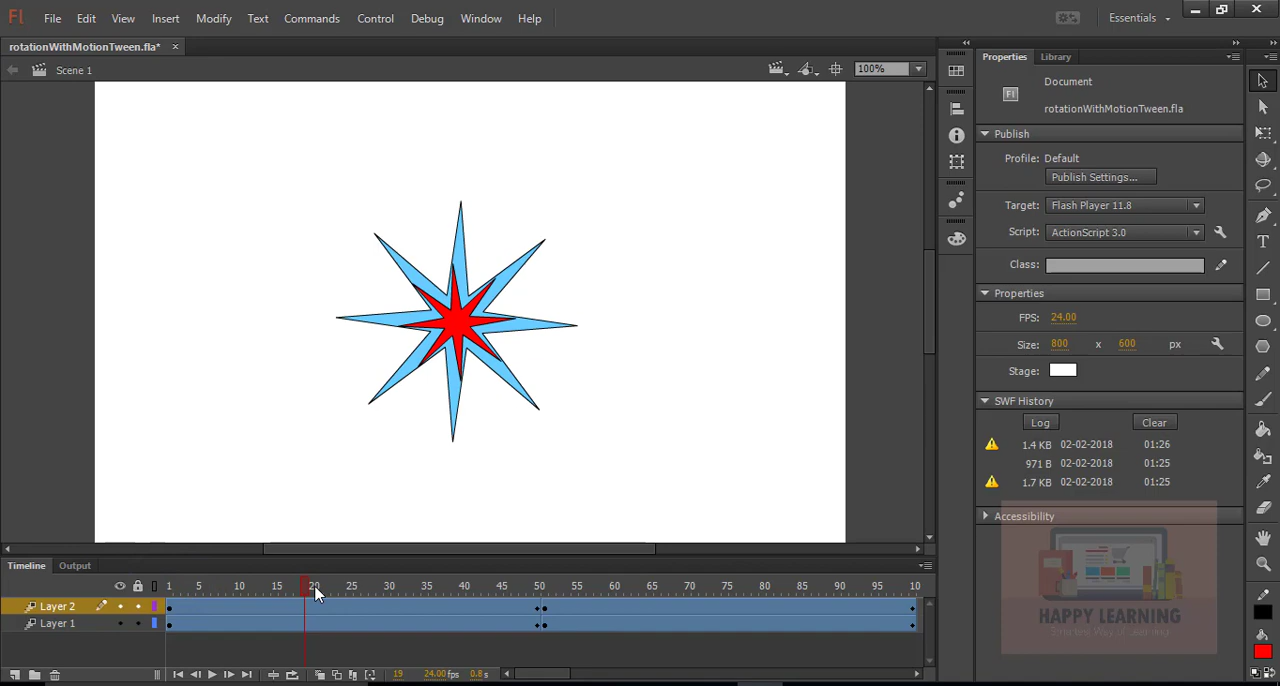 Fl File Edit View Insert Modify Text Commands Control Debug Window Help Essentials
rotationWithMotionTween.fla*
Scene 1 100%
Properties Library
Document
Fl rotationWithMotionTween.fla
Publish
Profile: Default
Publish Settings...
Target: Flash Player 11.8
Script: ActionScript 3.0
Class:
Properties
FPS: 24.00
Size: 800 x 600 px
Stage:
SWF History
Log Clear
1.4 KB 02-02-2018 01:26
971 B 02-02-2018 01:25
1.7 KB 02-02-2018 01:25
Accessibility
Timeline Output
1 5 10 15 20 25 30 35 40 45 50 55 60 65 70 75 80 85 90 95 10
Layer 2
Layer 1
HAPPY LEARNING
19 24.00 fps 0.8 s